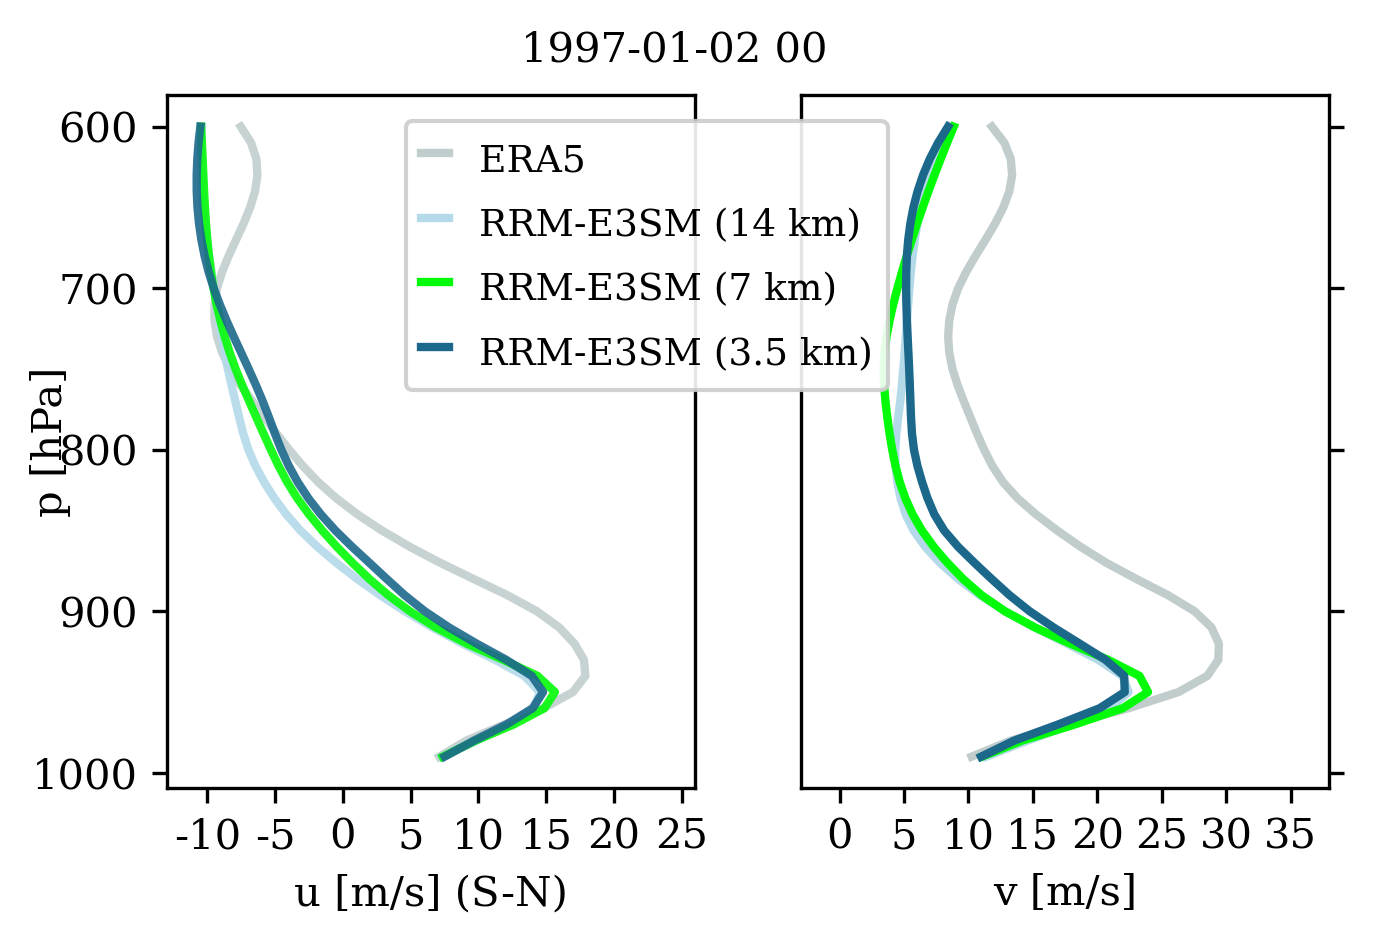 1997-01-02 00
600
700
800
900
1000
p [hPa]
ERA5
RRM-E3SM (14 km)
RRM-E3SM (7 km)
RRM-E3SM (3.5 km)
-10 -5 0 5 10 15 20 25
u [m/s] (S-N)
0 5 10 15 20 25 30 35
v [m/s]